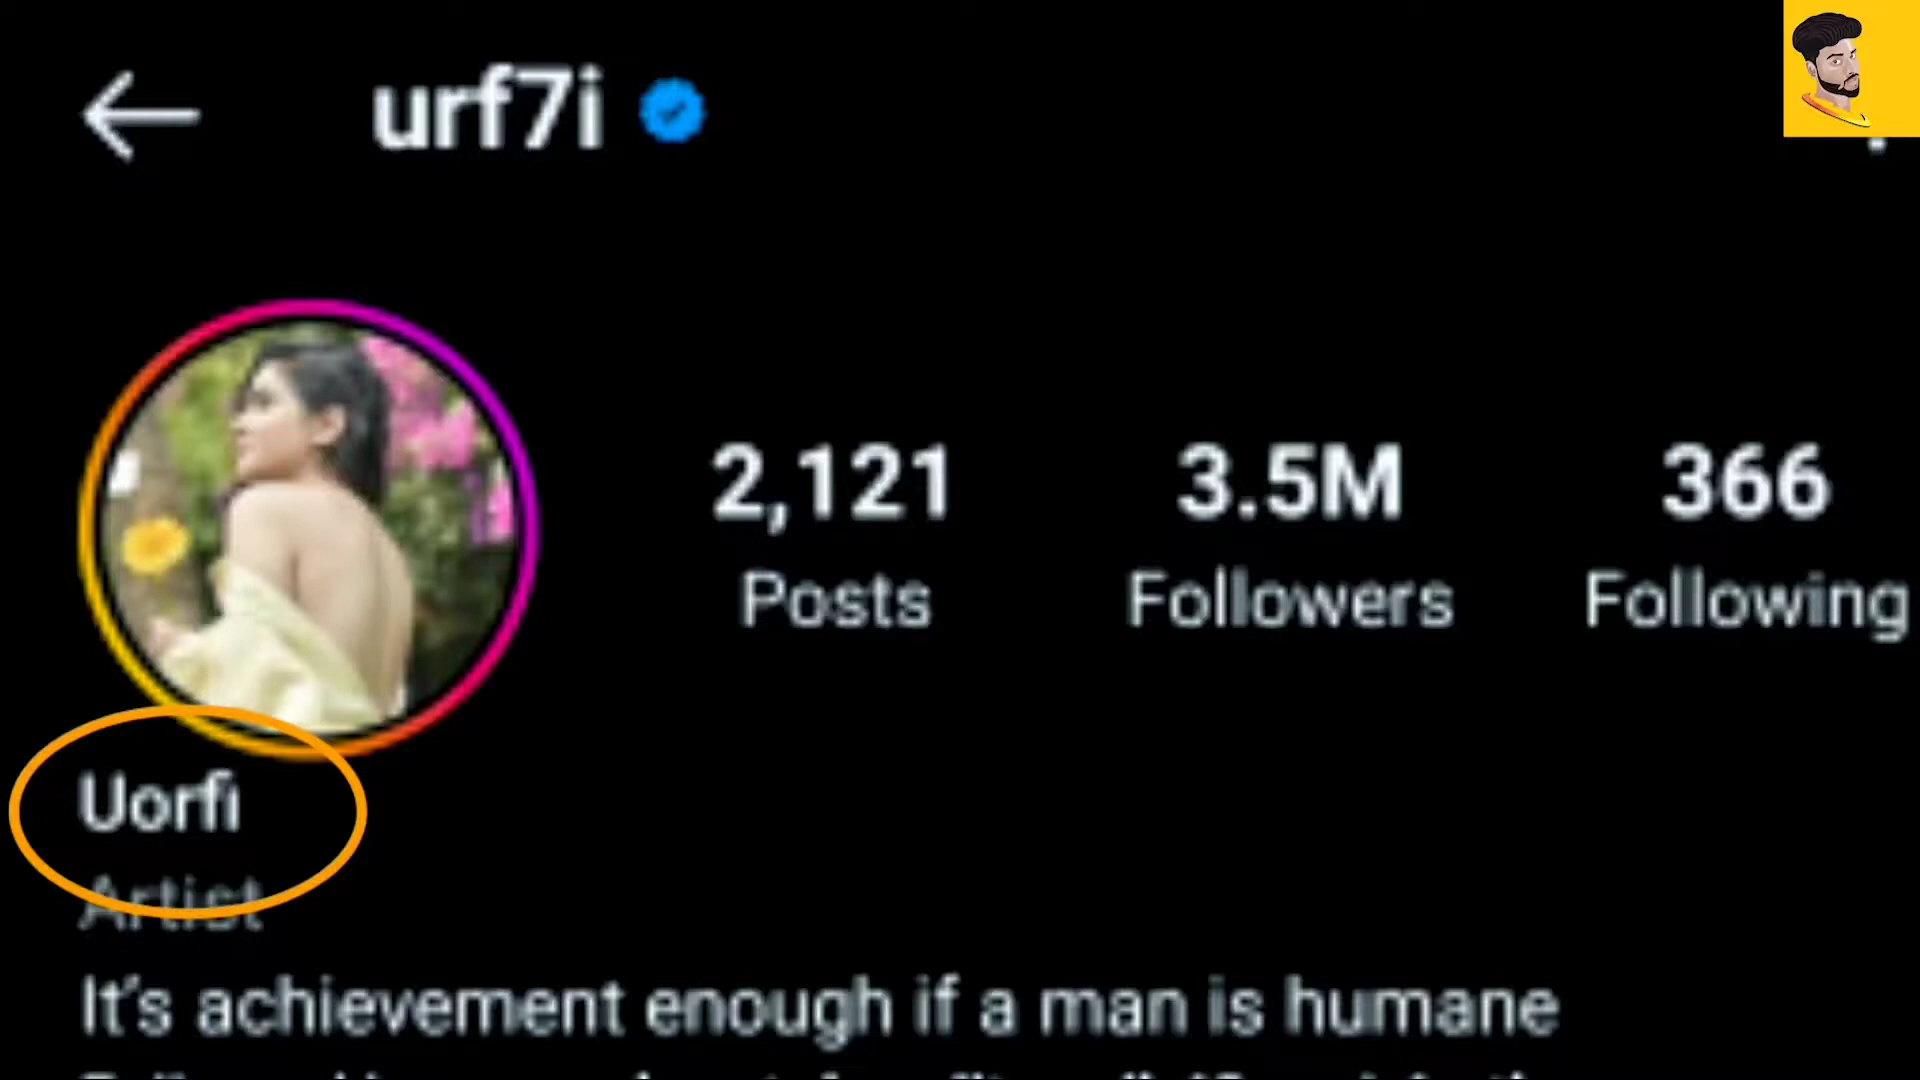 urf7i
2,121 3.5M 366
Posts Followers Following
Uorfi
Artist
It's achievement enough if a man is humane